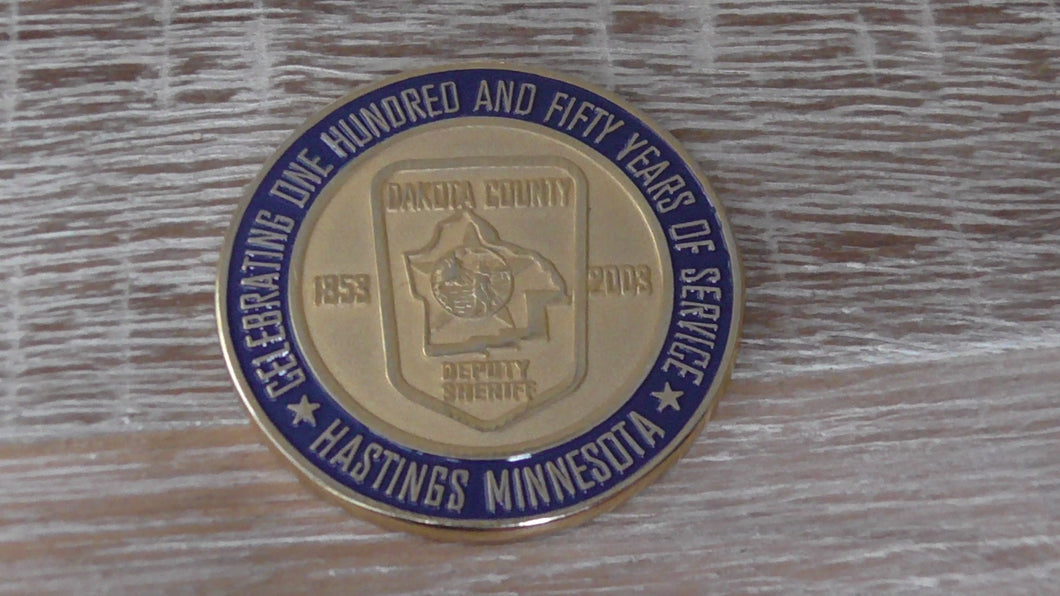 CELEBRATING ONE HUNDRED AND FIFTY YEARS OF SERVICE
DAKOTA COUNTY
1853 2003
DEPUTY
SHERIFF
★ HASTINGS MINNESOTA ★